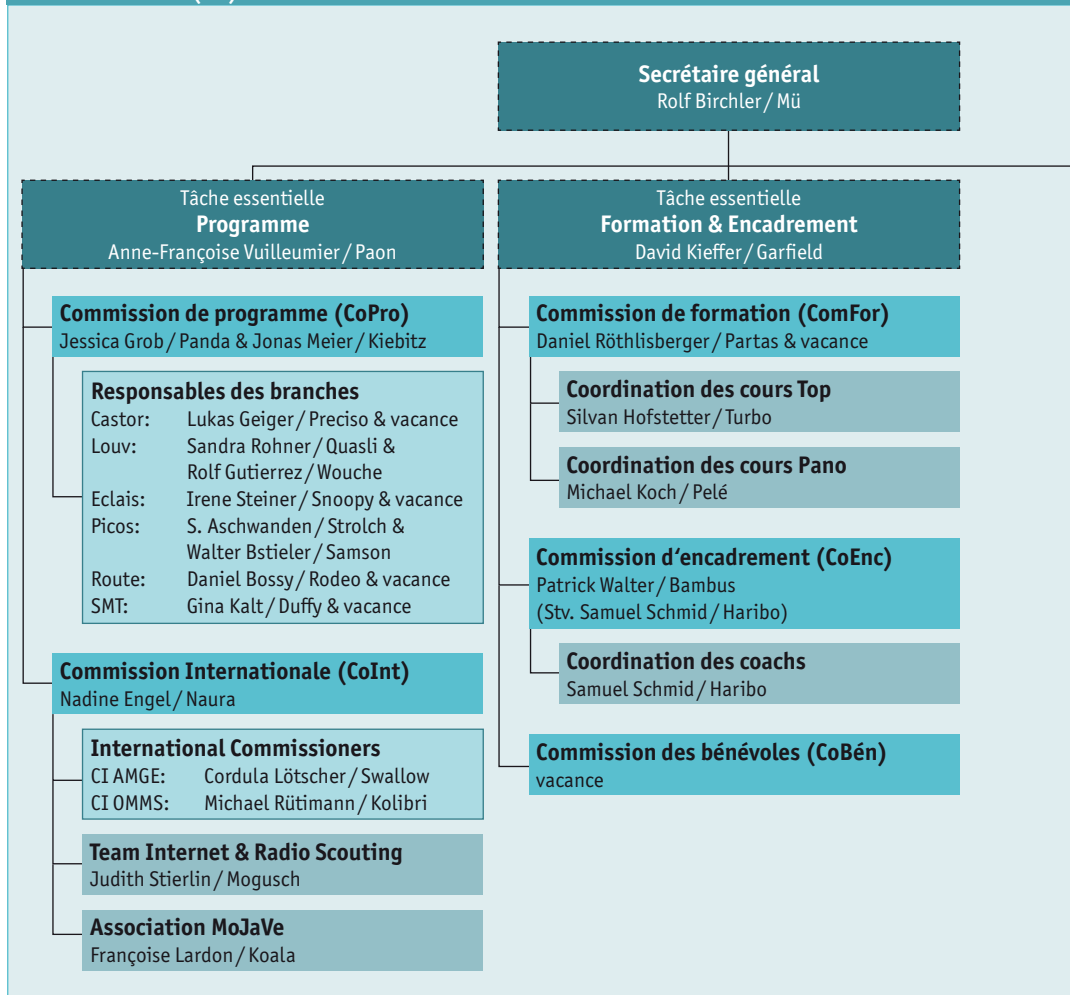 Secrétaire général
Rolf Birchler / Mü
Tâche essentielle
Programme
Anne-Françoise Vuilleumier / Paon
Commission de programme (CoPro)
Jessica Grob / Panda & Jonas Meier / Kiebitz
Responsables des branches
Castor: Lukas Geiger / Preciso & vacance
Louv: Sandra Rohner / Quasli &
Rolf Gutierrez / Wouche
Eclais: Irene Steiner / Snoopy & vacance
Picos: S. Aschwanden / Strolch &
Walter Bstieler / Samson
Route: Daniel Bossy / Rodeo & vacance
SMT: Gina Kalt / Duffy & vacance
Commission Internationale (CoInt)
Nadine Engel / Naura
International Commissioners
CI AMGE: Cordula Lötscher / Swallow
CI OMMS: Michael Rütimann / Kolibri
Team Internet & Radio Scouting
Judith Stierlin / Mogusch
Association MoJaVe
Françoise Lardon / Koala
Tâche essentielle
Formation & Encadrement
David Kieffer / Garfield
Commission de formation (ComFor)
Daniel Röthlisberger / Partas & vacance
Coordination des cours Top
Silvan Hofstetter / Turbo
Coordination des cours Pano
Michael Koch / Pelé
Commission d‘encadrement (CoEnc)
Patrick Walter / Bambus
(Stv. Samuel Schmid / Haribo)
Coordination des coachs
Samuel Schmid / Haribo
Commission des bénévoles (CoBén)
vacance